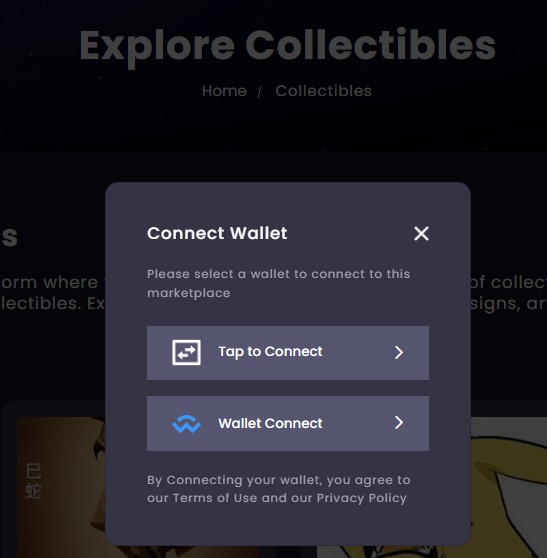 Explore Collectibles
Home / Collectibles
Connect Wallet
s
Please select a wallet to connect to this
marketplace
orm where
of collect
lectibles. Ex
signs, ar
Tap to Connect
Wallet Connect
巳
蛇
By Connecting your wallet, you agree to
our Terms of Use and our Privacy Policy